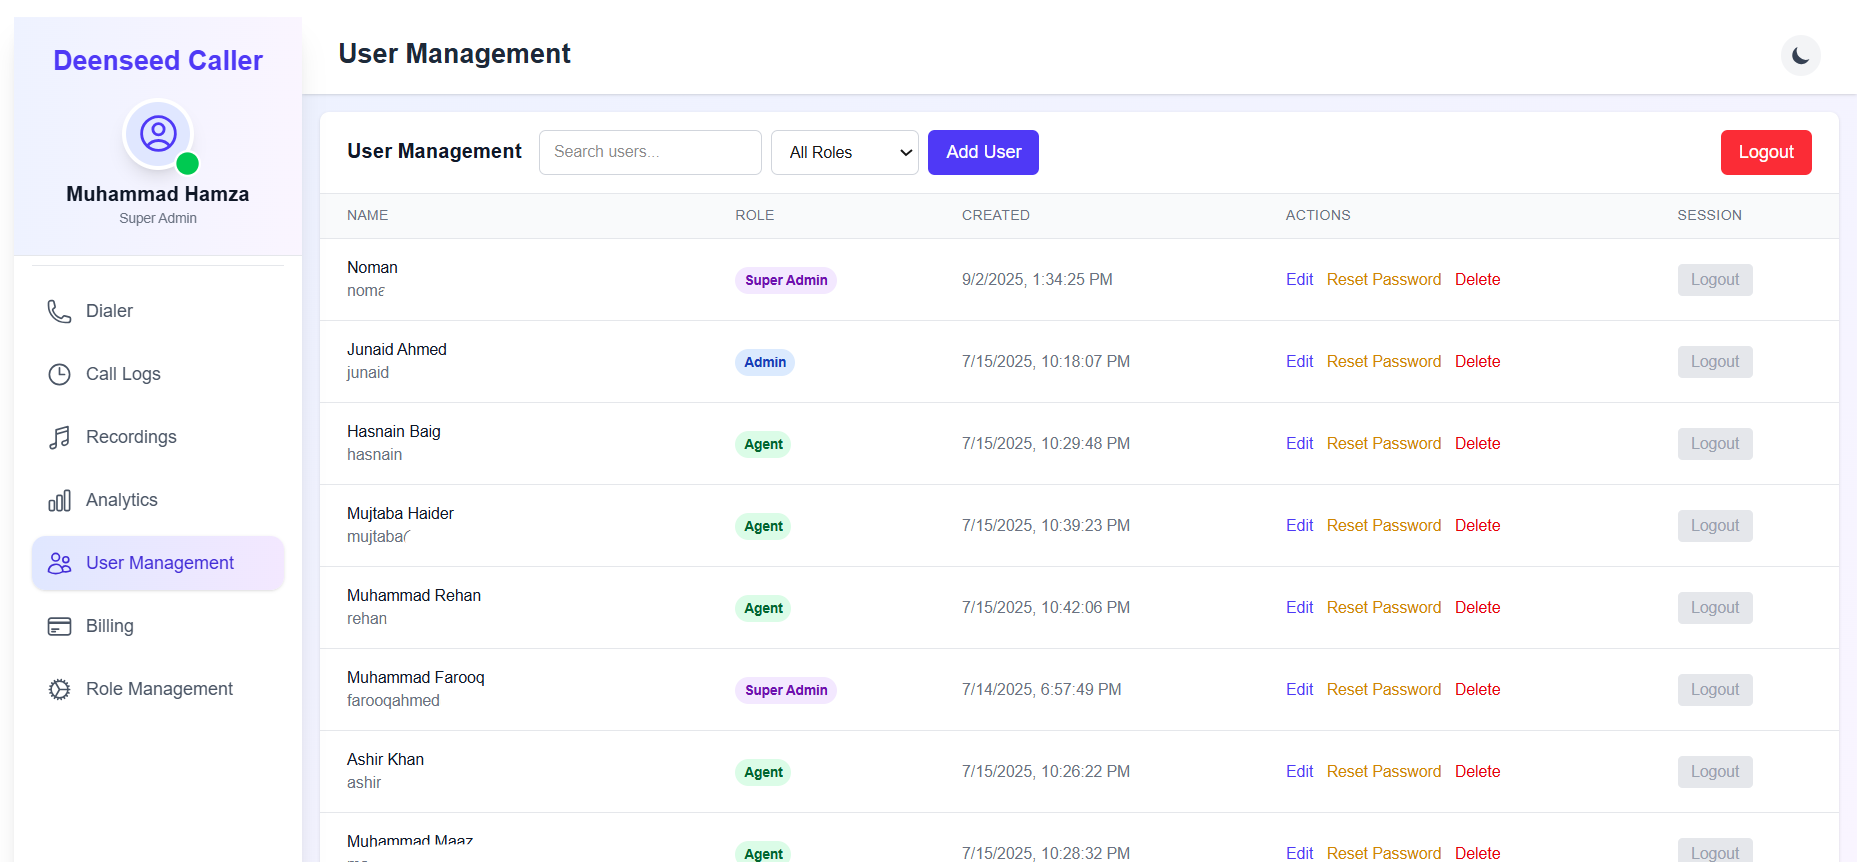 Deenseed Caller
Muhammad Hamza
Super Admin
Dialer
Call Logs
Recordings
Analytics
User Management
Billing
Role Management
User Management
User Management Search users... All Roles Add User Logout
NAME ROLE CREATED ACTIONS SESSION
Noman
Super Admin 9/2/2025, 1:34:25 PM Edit Reset Password Delete Logout
Junaid Ahmed
junaid
Admin 7/15/2025, 10:18:07 PM Edit Reset Password Delete Logout
Hasnain Baig
hasnain
Agent 7/15/2025, 10:29:48 PM Edit Reset Password Delete Logout
Mujtaba Haider
Agent 7/15/2025, 10:39:23 PM Edit Reset Password Delete Logout
Muhammad Rehan
rehan
Agent 7/15/2025, 10:42:06 PM Edit Reset Password Delete Logout
Muhammad Farooq
farooqahmed
Super Admin 7/14/2025, 6:57:49 PM Edit Reset Password Delete Logout
Ashir Khan
ashir
Agent 7/15/2025, 10:26:22 PM Edit Reset Password Delete Logout
Muhammad Maaz
Agent 7/15/2025, 10:28:32 PM Edit Reset Password Delete Logout